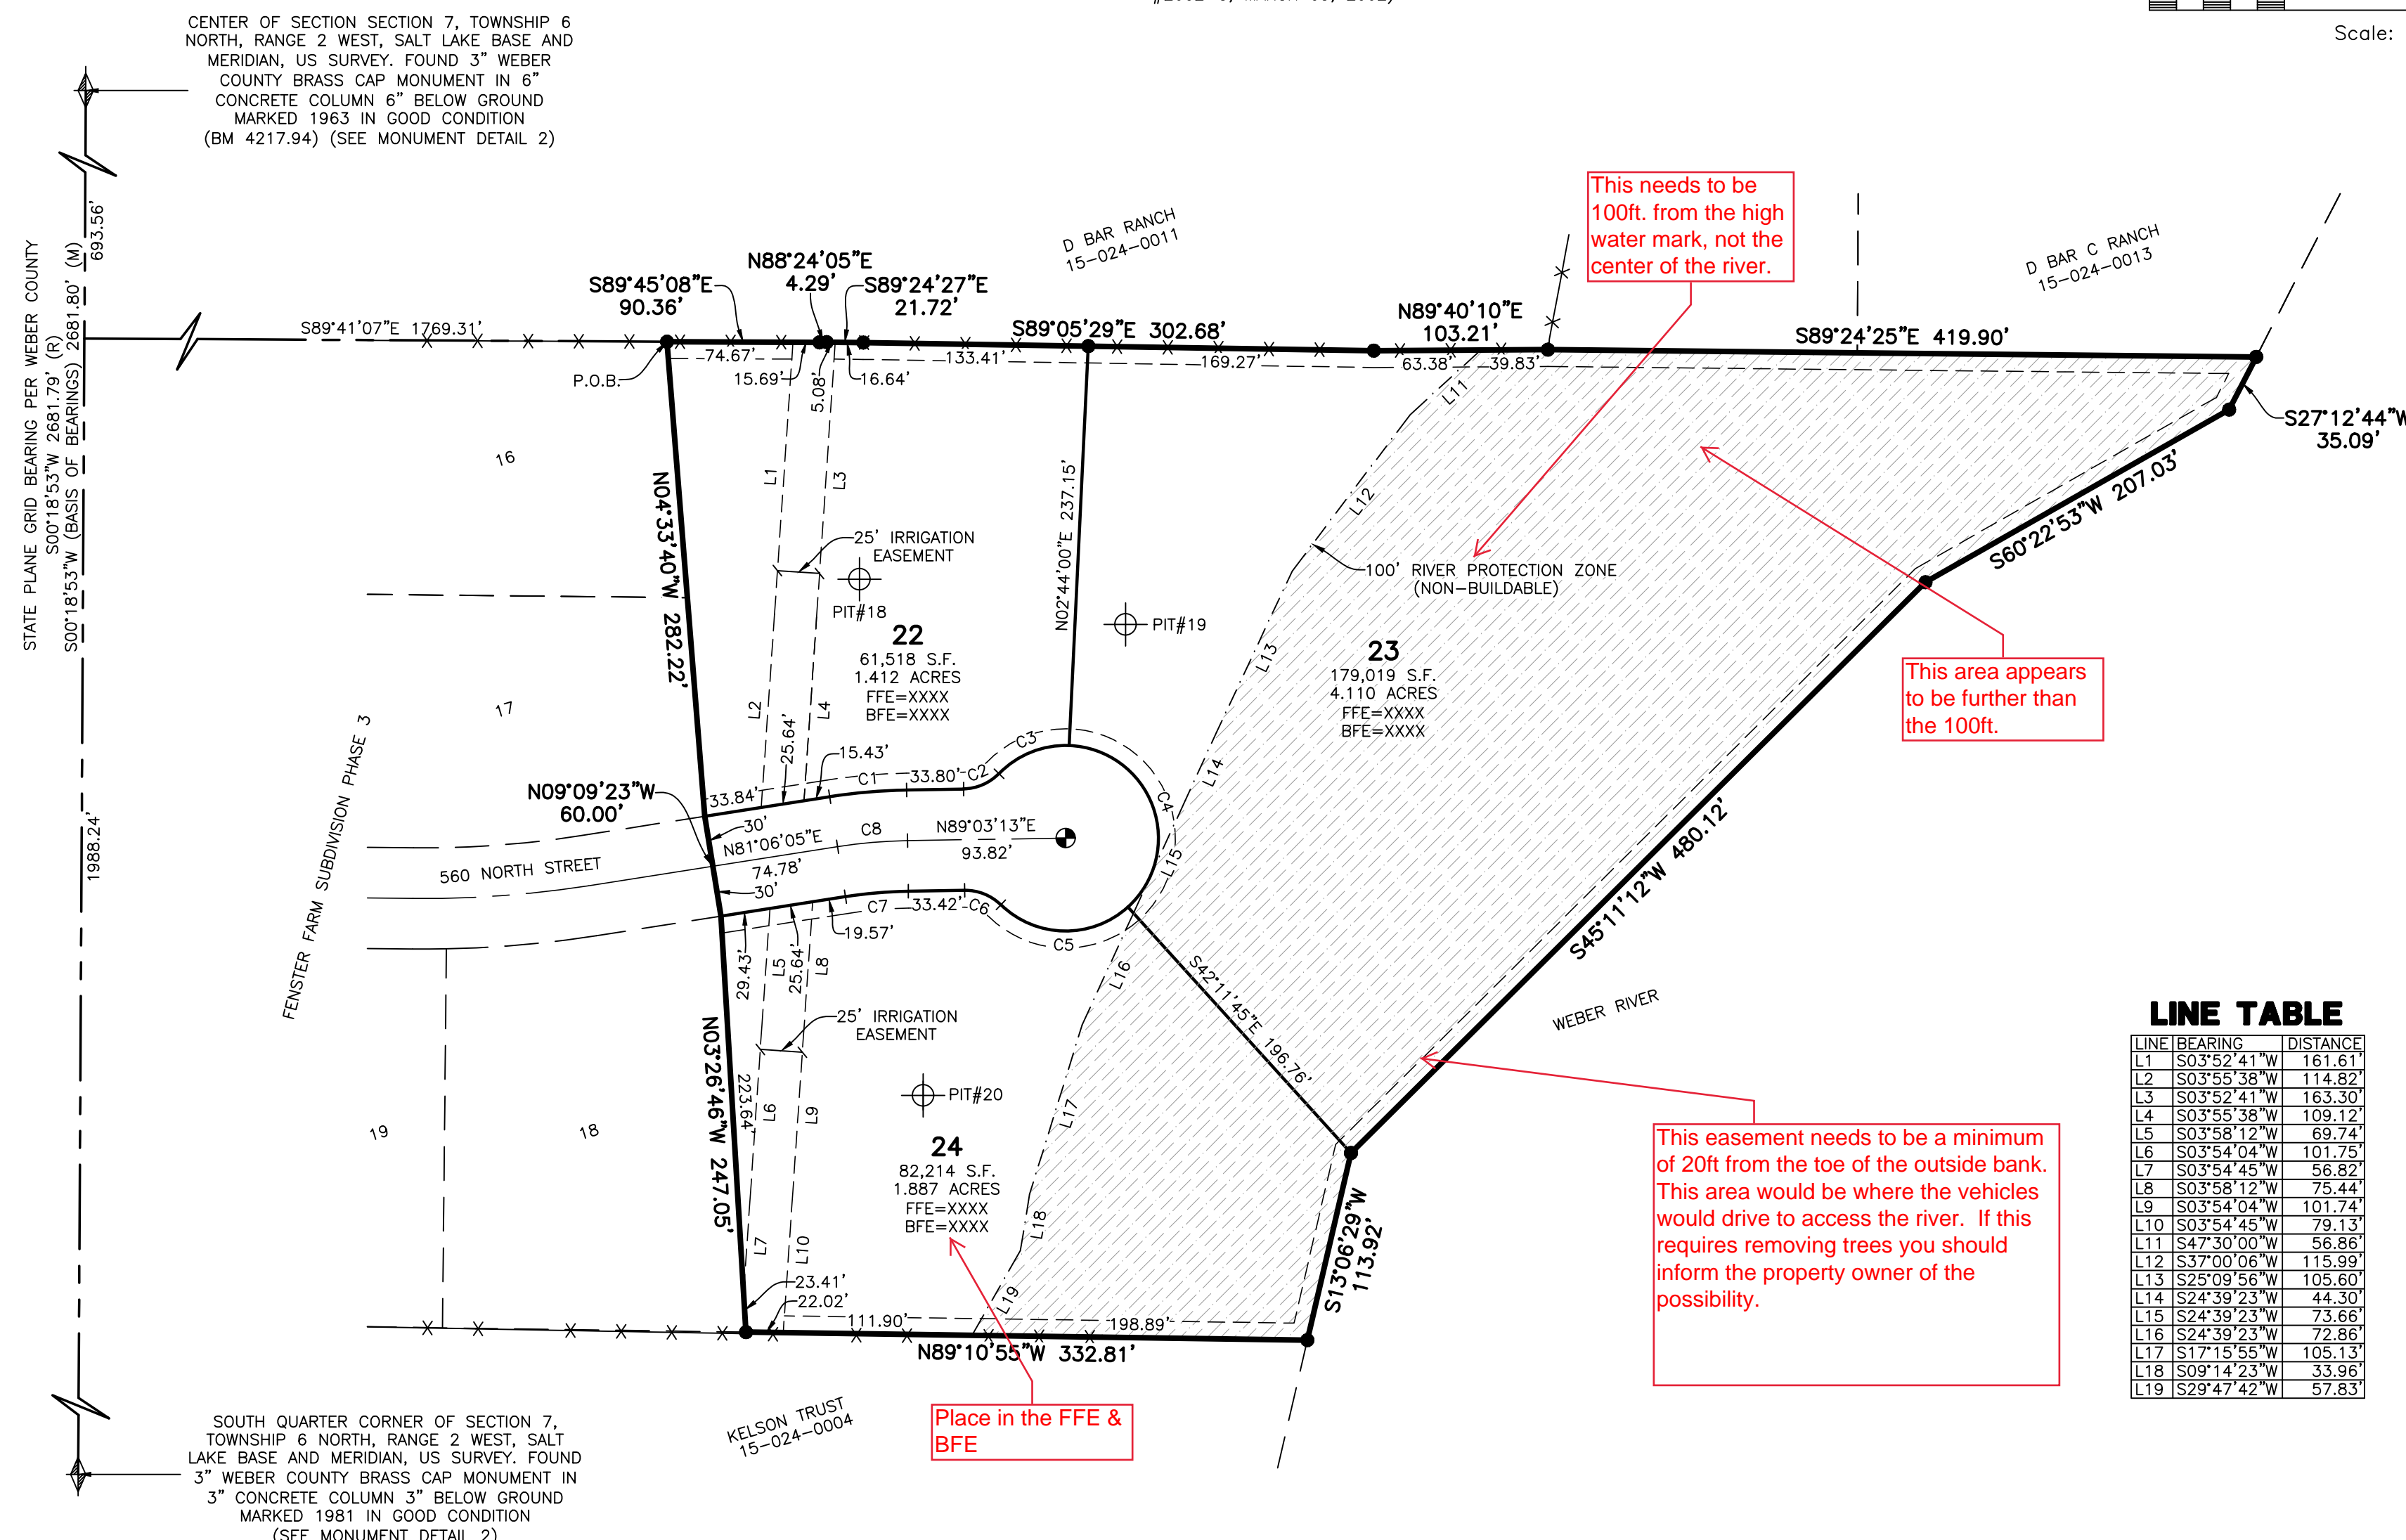 CENTER OF SECTION SECTION 7, TOWNSHIP 6
NORTH, RANGE 2 WEST, SALT LAKE BASE AND
MERIDIAN, US SURVEY. FOUND 3" WEBER
COUNTY BRASS CAP MONUMENT IN 6"
CONCRETE COLUMN 6" BELOW GROUND
MARKED 1963 IN GOOD CONDITION
(BM 4217.94) (SEE MONUMENT DETAIL 2)
Scale:
STATE PLANE GRID BEARING PER WEBER COUNTY
S00°18'53"W 2681.79' (R)
S00°18'53"W (BASIS OF BEARINGS) 2681.80' (M)
693.56'
1988.24'
S89°41'07"E 1769.31'
P.O.B.
S89°45'08"E
90.36'
N88°24'05"E
4.29'
S89°24'27"E
21.72'
D BAR RANCH
15-024-0011
S89°05'29"E 302.68'
N89°40'10"E
103.21'
S89°24'25"E 419.90'
D BAR C RANCH
15-024-0013
This needs to be
100ft. from the high
water mark, not the
center of the river.
74.67'
15.69'
5.08'
16.64'
133.41'
169.27'
63.38'
39.83'
S27°12'44"W
35.09'
S60°22'53"W 207.03'
S45°11'12"W 480.12'
16
17
N04°33'40"W 282.22'
L1
L3
L2
L4
25' IRRIGATION
EASEMENT
PIT#18
22
61,518 S.F.
1.412 ACRES
FFE=XXXX
BFE=XXXX
N02°44'00"E 237.15'
PIT#19
L11
L12
L13
L14
L15
L16
L17
L18
L19
100' RIVER PROTECTION ZONE
(NON-BUILDABLE)
23
179,019 S.F.
4.110 ACRES
FFE=XXXX
BFE=XXXX
This area appears
to be further than
the 100ft.
FENSTER FARM SUBDIVISION PHASE 3
N09°09'23"W
60.00'
33.84'
25.64'
15.43'
C1
33.80'
C2
C3
C4
30'
N81°06'05"E
74.78'
C8
N89°03'13"E
93.82'
560 NORTH STREET
30'
C7
33.42'
C6
C5
19.57'
29.43'
L5
25.64'
L8
25' IRRIGATION
EASEMENT
S42°11'45"E 196.76'
WEBER RIVER
N03°26'46"W 247.05'
223.64'
L6
L9
L7
L10
PIT#20
24
82,214 S.F.
1.887 ACRES
FFE=XXXX
BFE=XXXX
19
18
23.41'
22.02'
111.90'
198.89'
N89°10'55"W 332.81'
S13°06'29"W
113.92'
This easement needs to be a minimum
of 20ft from the toe of the outside bank.
This area would be where the vehicles
would drive to access the river. If this
requires removing trees you should
inform the property owner of the
possibility.
Place in the FFE &
BFE
KELSON TRUST
15-024-0004
LINE TABLE
LINE BEARING DISTANCE
L1 S03°52'41"W 161.61'
L2 S03°55'38"W 114.82'
L3 S03°52'41"W 163.30'
L4 S03°55'38"W 109.12'
L5 S03°58'12"W 69.74'
L6 S03°54'04"W 101.75'
L7 S03°54'45"W 56.82'
L8 S03°58'12"W 75.44'
L9 S03°54'04"W 101.74'
L10 S03°54'45"W 79.13'
L11 S47°30'00"W 56.86'
L12 S37°00'06"W 115.99'
L13 S25°09'56"W 105.60'
L14 S24°39'23"W 44.30'
L15 S24°39'23"W 73.66'
L16 S24°39'23"W 72.86'
L17 S17°15'55"W 105.13'
L18 S09°14'23"W 33.96'
L19 S29°47'42"W 57.83'
SOUTH QUARTER CORNER OF SECTION 7,
TOWNSHIP 6 NORTH, RANGE 2 WEST, SALT
LAKE BASE AND MERIDIAN, US SURVEY. FOUND
3" WEBER COUNTY BRASS CAP MONUMENT IN
3" CONCRETE COLUMN 3" BELOW GROUND
MARKED 1981 IN GOOD CONDITION
(SEE MONUMENT DETAIL 2)